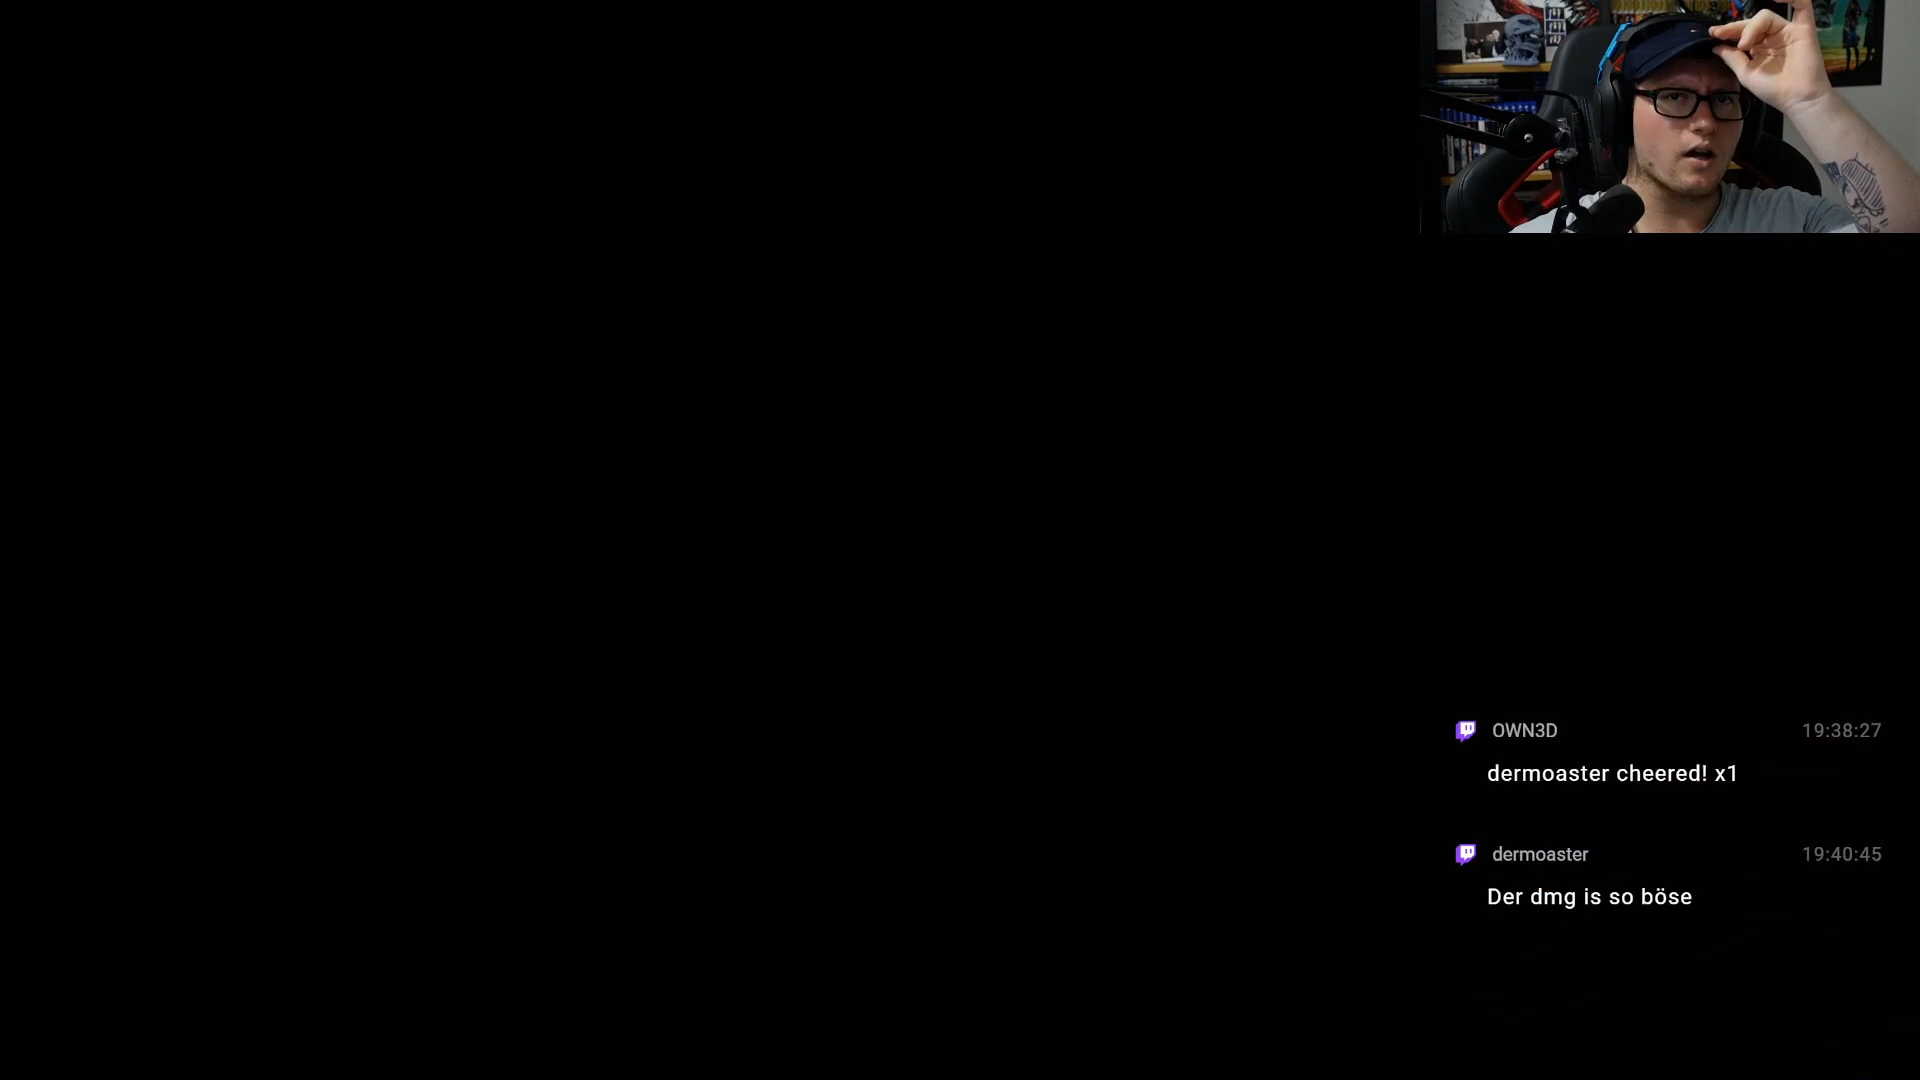 OWN3D 19:38:27
dermoaster cheered! x1
dermoaster 19:40:45
Der dmg is so böse